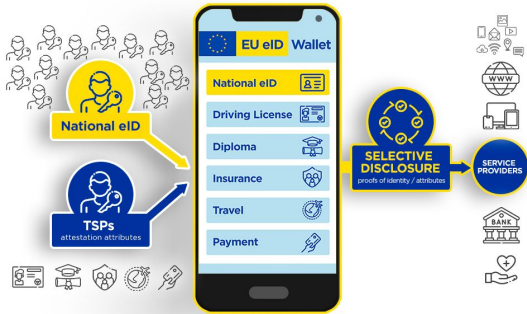 EU eID Wallet
National eID
Driving License
Diploma
Insurance
Travel
Payment
National eID
TSPs
attestation attributes
SELECTIVE
DISCLOSURE
proofs of identity / attributes
SERVICE
PROVIDERS
WWW
BANK